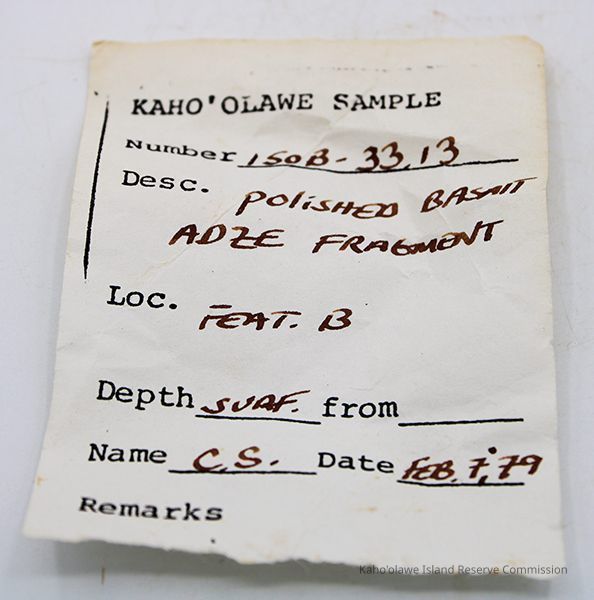 KAHO'OLAWE SAMPLE
Number 150B-33,13
Desc. POLISHED BASALT
ADZE FRAGMENT
Loc. FEAT. B
Depth SURF. from
Name C.S. Date FEB. 7, 79
Remarks
Kaho'olawe Island Reserve Commission